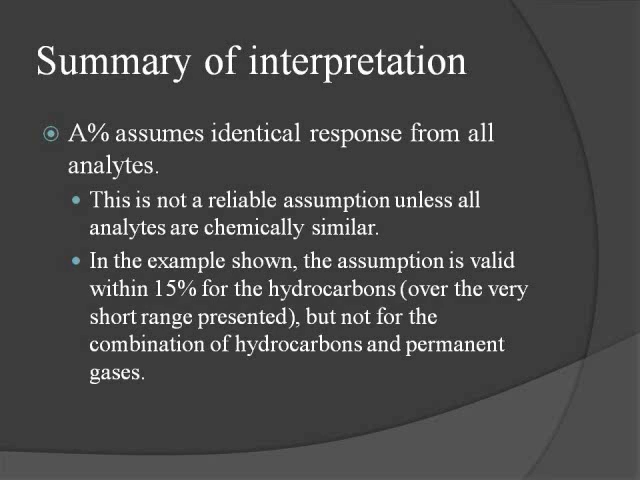 Summary of interpretation
A% assumes identical response from all
analytes.
This is not a reliable assumption unless all
analytes are chemically similar.
In the example shown, the assumption is valid
within 15% for the hydrocarbons (over the very
short range presented), but not for the
combination of hydrocarbons and permanent
gases.